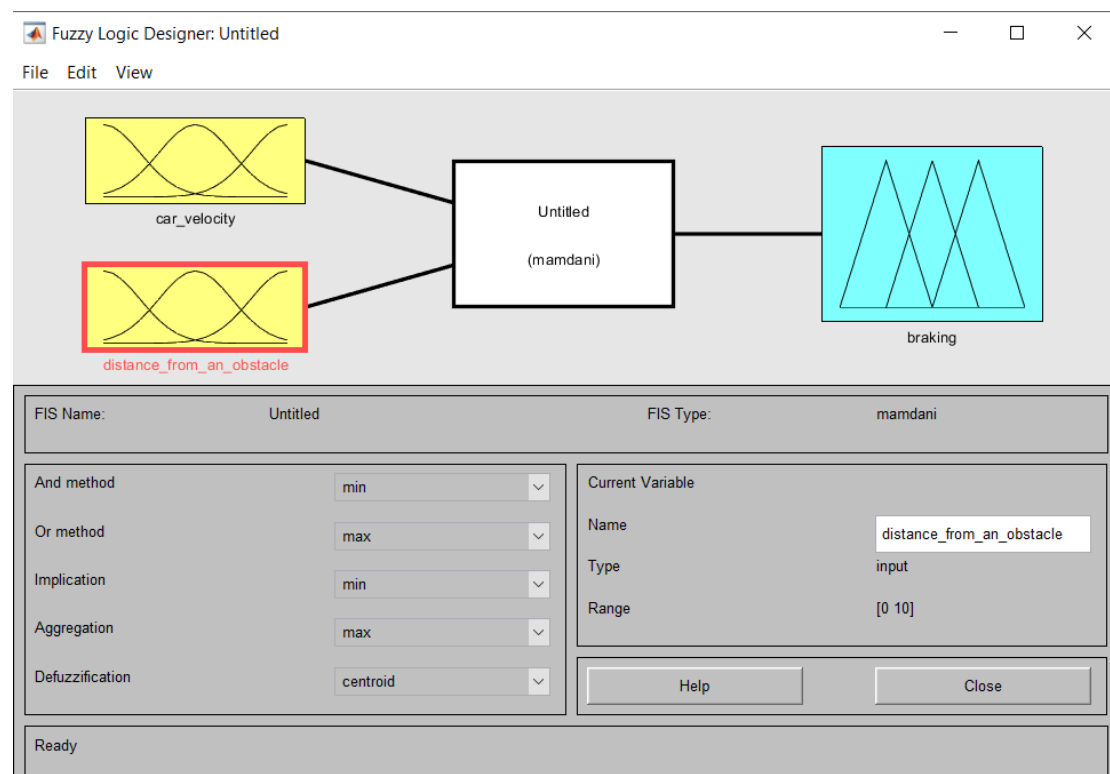 Fuzzy Logic Designer: Untitled
File Edit View
car_velocity
distance_from_an_obstacle
Untitled
(mamdani)
braking
FIS Name: Untitled FIS Type: mamdani
And method min
Or method max
Implication min
Aggregation max
Defuzzification centroid
Current Variable
Name distance_from_an_obstacle
Type input
Range [0 10]
Help Close
Ready